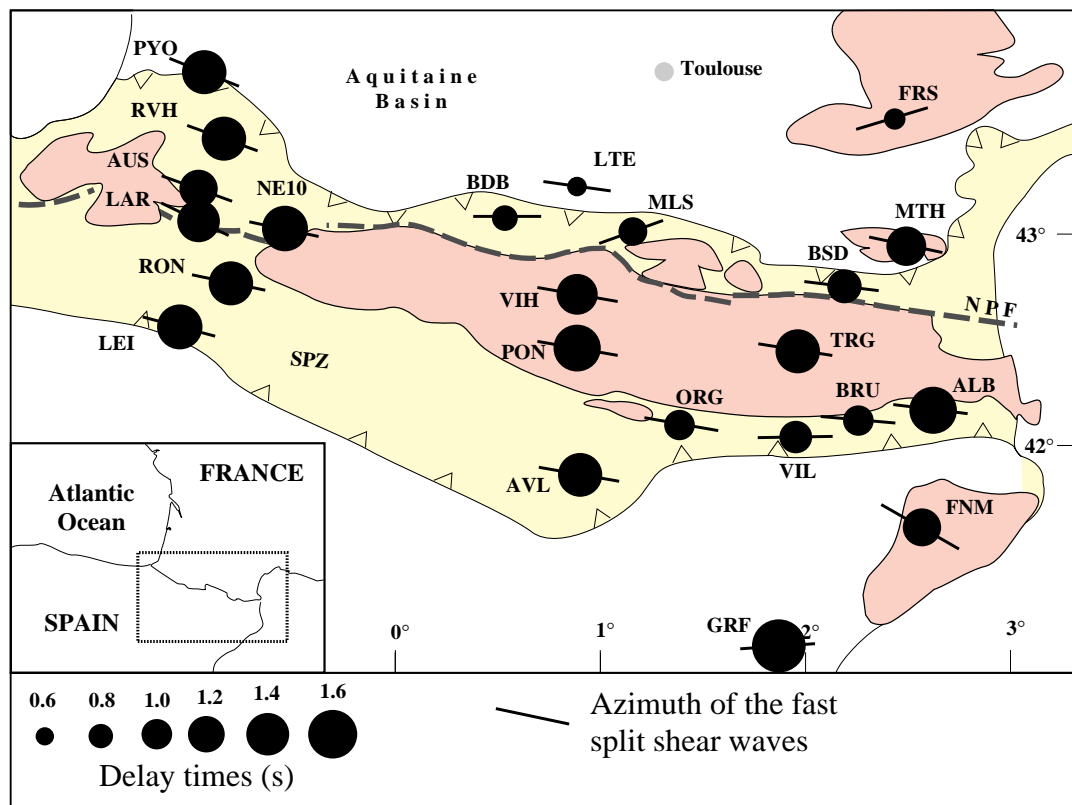 PYO
Aquitaine
Basin
Toulouse
RVH
FRS
AUS
LTE
NE10
BDB
LAR
MLS
MTH
43°
BSD
RON
VIH
NPF
LEI
PON
TRG
SPZ
ORG
BRU
ALB
42°
VIL
AVL
FRANCE
Atlantic
Ocean
FNM
SPAIN
GRF
0°
1°
2°
3°
0.6 0.8 1.0 1.2 1.4 1.6
Delay times (s)
Azimuth of the fast
split shear waves